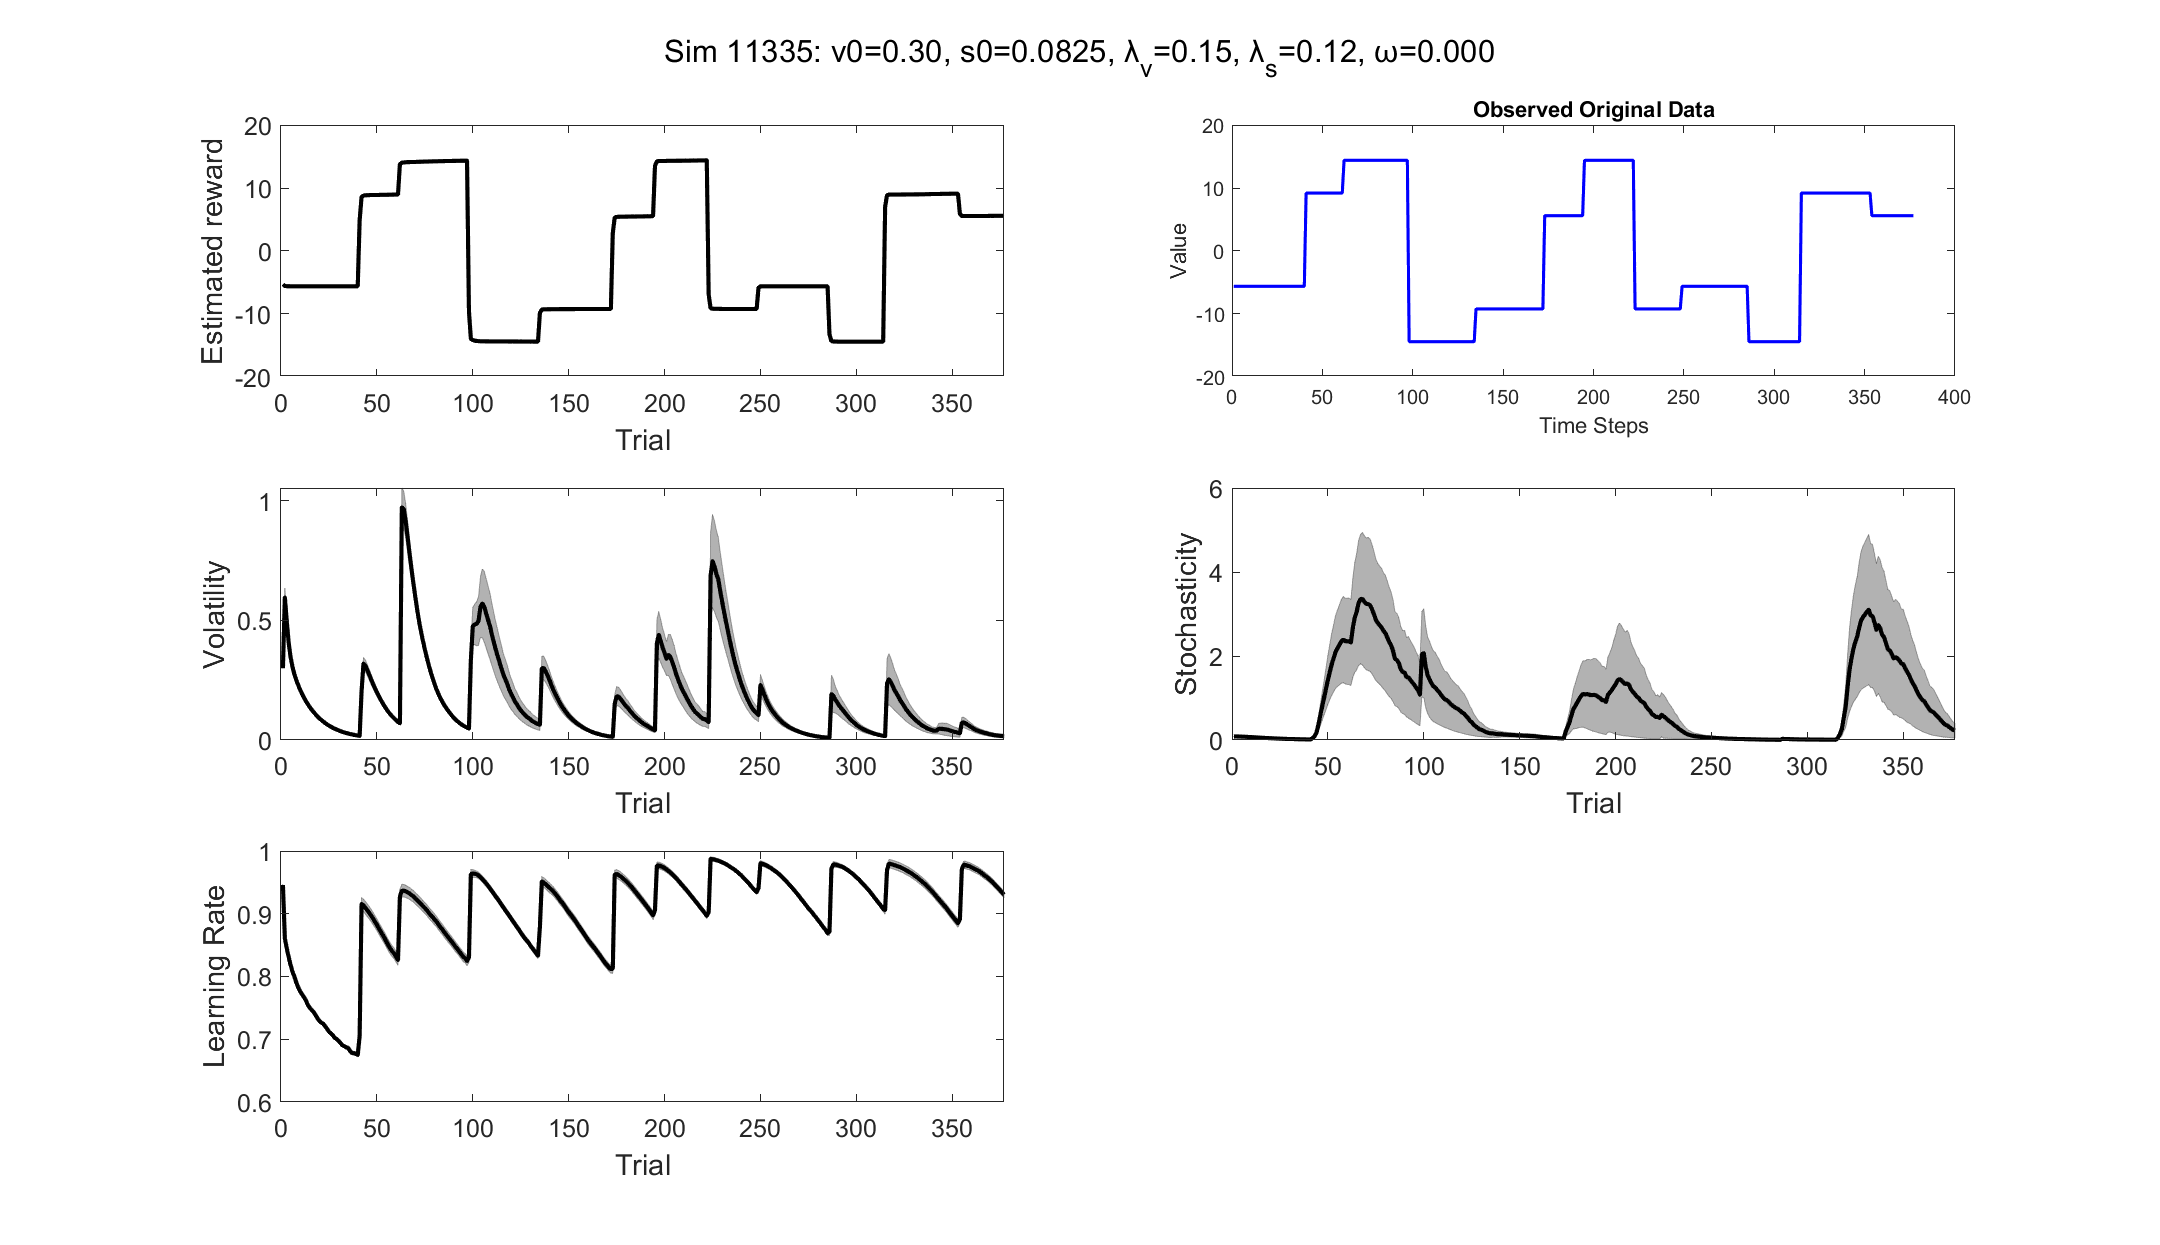 Sim 11335: v0=0.30, s0=0.0825, λv=0.15, λs=0.12, ω=0.000
20
10
0
-10
-20
Estimated reward
0 50 100 150 200 250 300 350
Trial
Observed Original Data
20
10
0
-10
-20
Value
0 50 100 150 200 250 300 350 400
Time Steps
1
0.5
0
Volatility
0 50 100 150 200 250 300 350
Trial
6
4
2
0
Stochasticity
0 50 100 150 200 250 300 350
Trial
1
0.9
0.8
0.7
0.6
Learning Rate
0 50 100 150 200 250 300 350
Trial